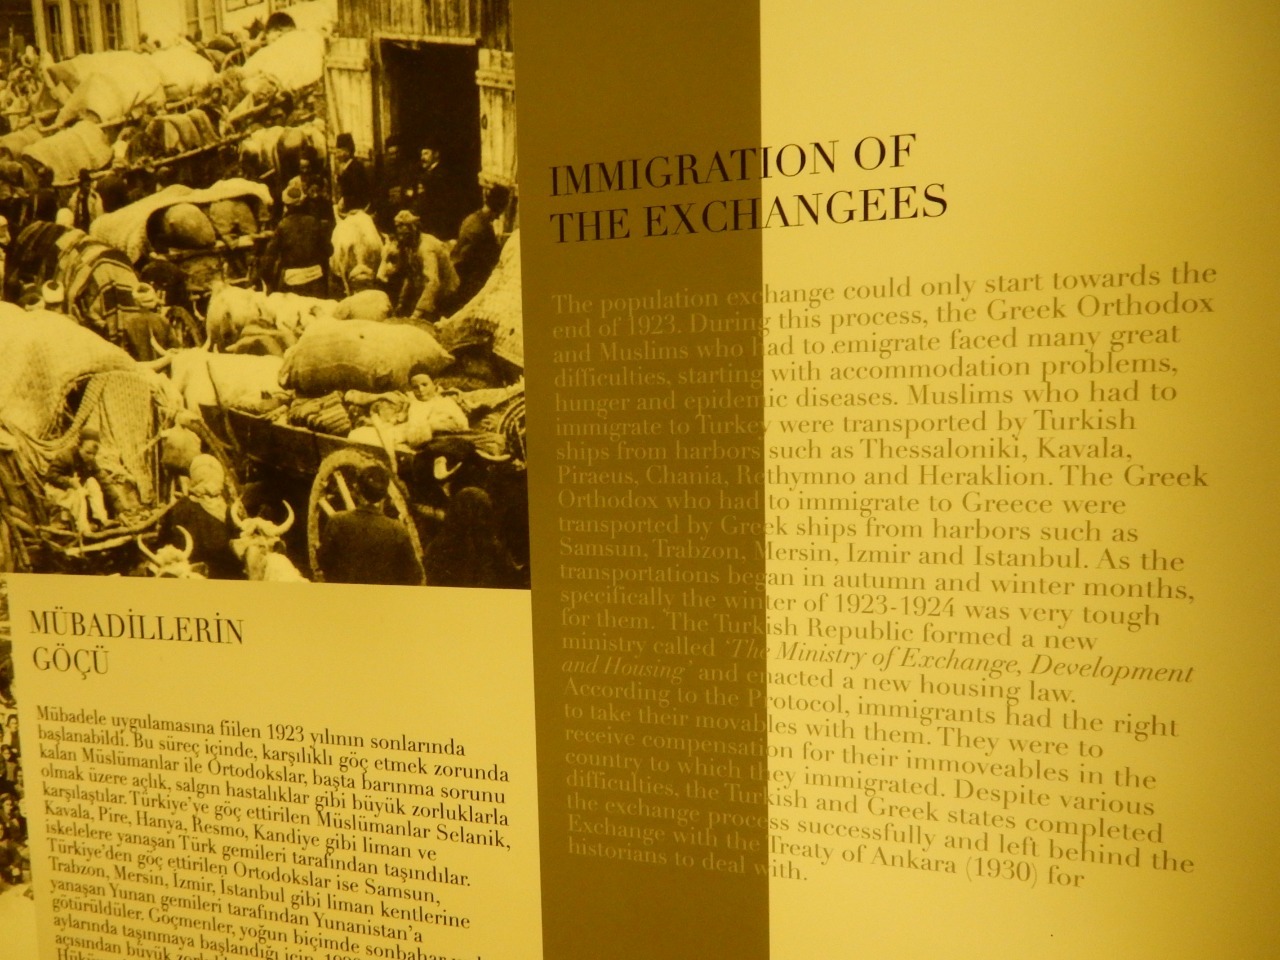 IMMIGRATION OF
THE EXCHANGEES
The population exchange could only start towards the
end of 1923. During this process, the Greek Orthodox
and Muslims who had to emigrate faced many great
difficulties, starting with accommodation problems,
hunger and epidemic diseases. Muslims who had to
immigrate to Turkey were transported by Turkish
ships from harbors such as Thessaloniki, Kavala,
Piraeus, Chania, Rethymno and Heraklion. The Greek
Orthodox who had to immigrate to Greece were
transported by Greek ships from harbors such as
Samsun, Trabzon, Mersin, Izmir and Istanbul. As the
transportations began in autumn and winter months,
specifically the winter of 1923-1924 was very tough
for them. The Turkish Republic formed a new
ministry called 'The Ministry of Exchange, Development
and Housing' and enacted a new housing law.
According to the Protocol, immigrants had the right
to take their movables with them. They were to
receive compensation for their immoveables in the
country to which they immigrated. Despite various
difficulties, the Turkish and Greek states completed
the exchange process successfully and left behind the
Exchange with the Treaty of Ankara (1930) for
historians to deal with.
MÜBADİLLERİN
GÖÇÜ
Mübadele uygulamasına fiilen 1923 yılının sonlarında
başlanabildi. Bu süreç içinde, karşılıklı göç etmek zorunda
kalan Müslümanlar ile Ortodokslar, başta barınma sorunu
olmak üzere açlık, salgın hastalıklar gibi büyük zorluklarla
karşılaştılar. Türkiye'ye göç ettirilen Müslümanlar Selanik,
Kavala, Pire, Hanya, Resmo, Kandiye gibi liman ve
iskelelere yanaşan Türk gemileri tarafından taşındılar.
Türkiye'den göç ettirilen Ortodokslar ise Samsun,
Trabzon, Mersin, İzmir, İstanbul gibi liman kentlerine
yanaşan Yunan gemileri tarafından Yunanistan'a
götürüldüler. Göçmenler, yoğun biçimde sonbahar
aylarında taşınmaya başlandığı için,
açısından büyük